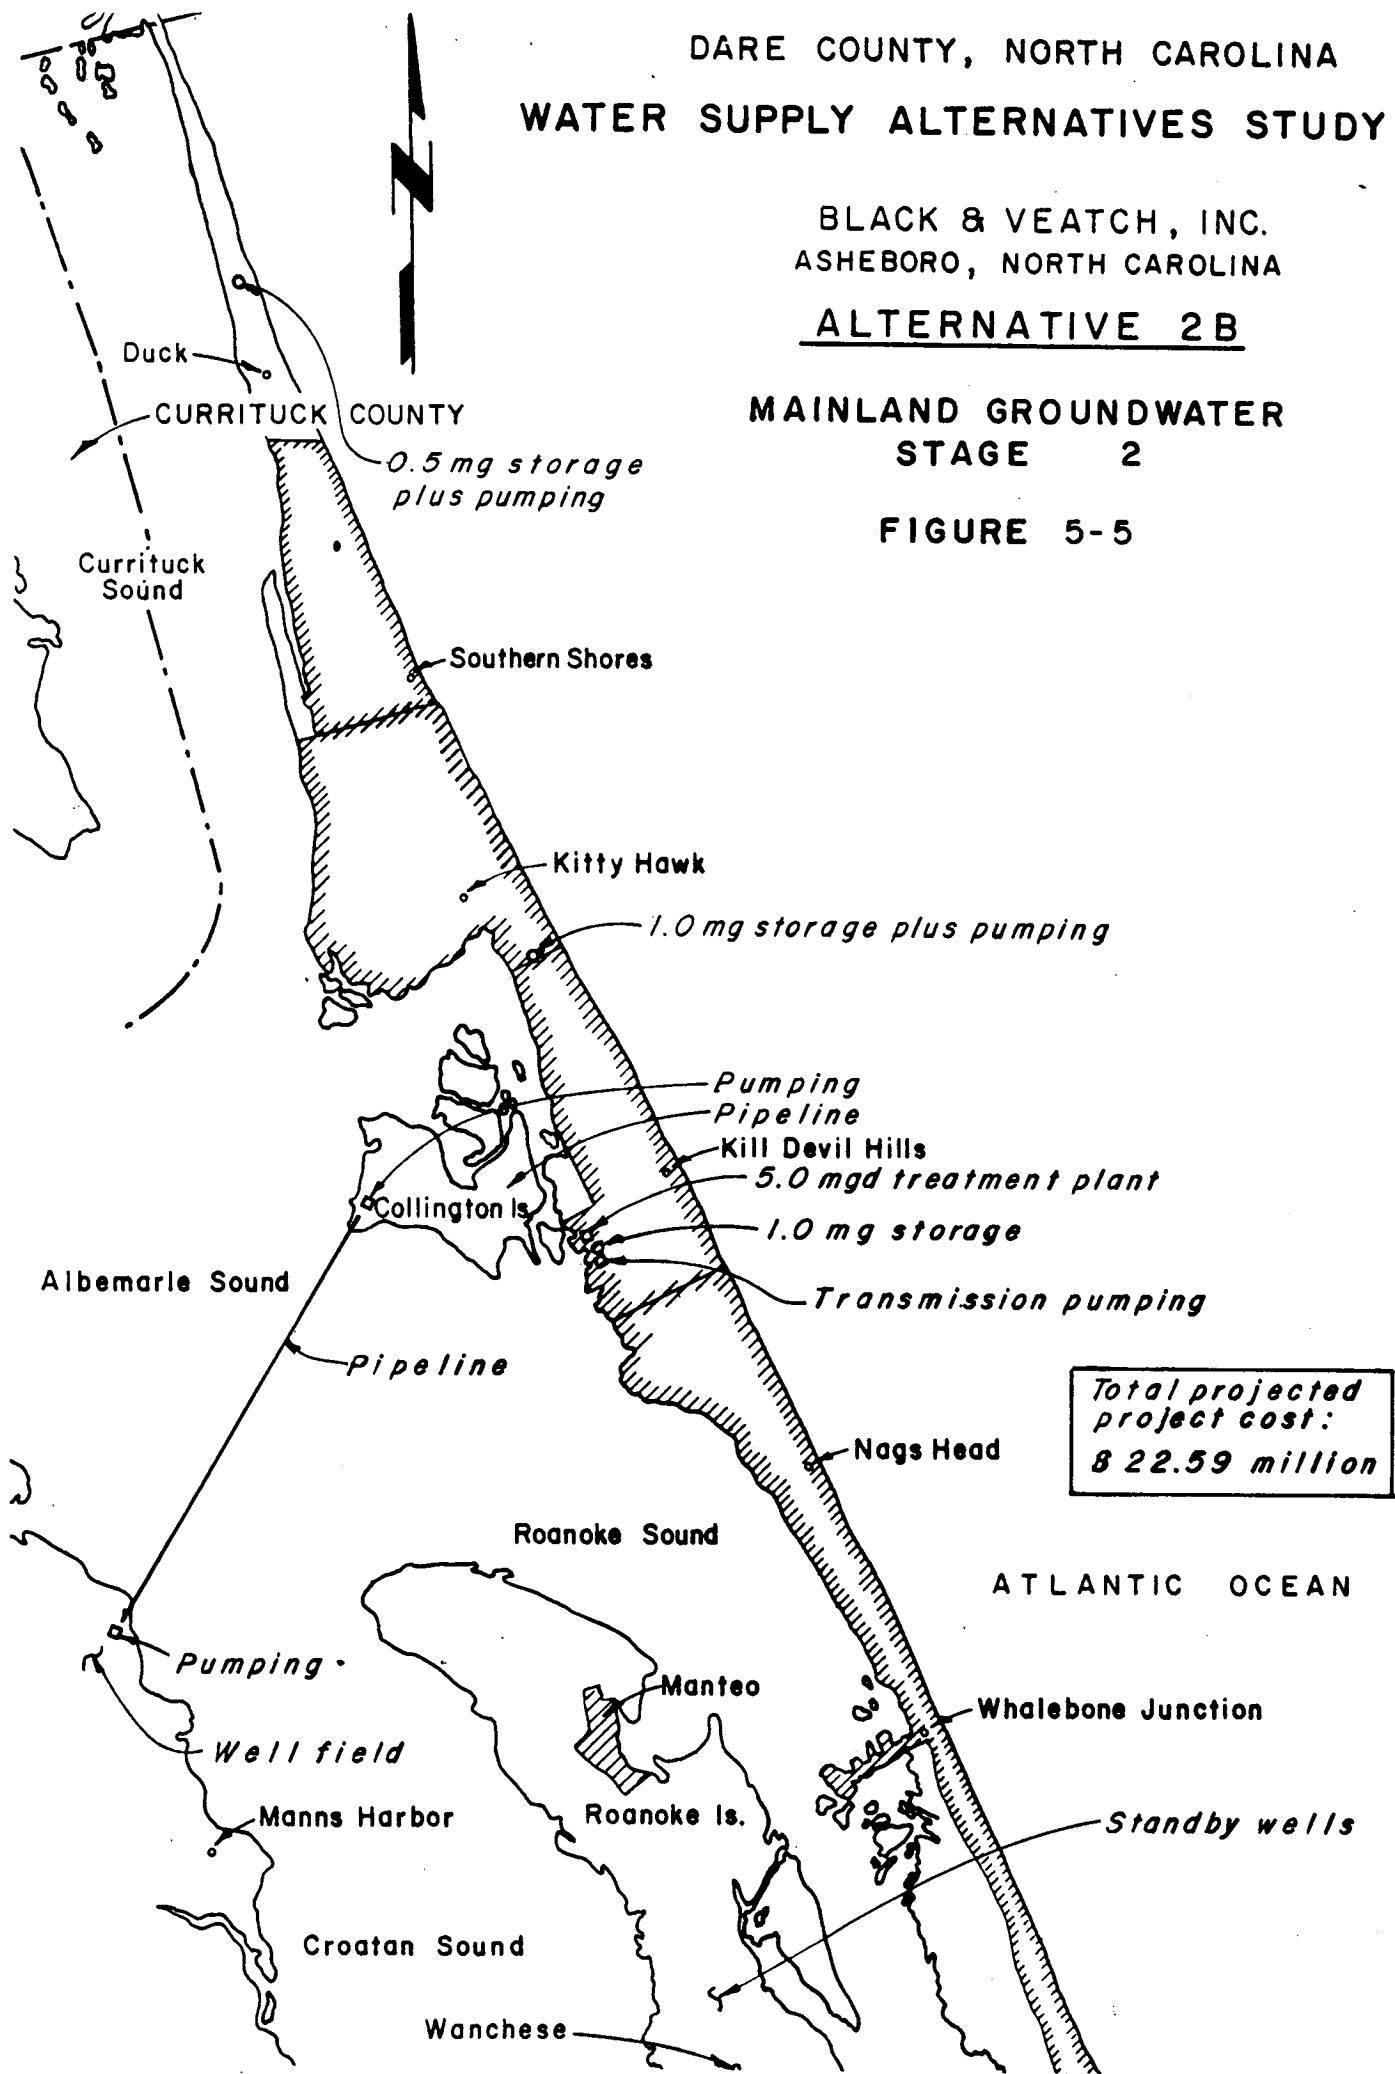 DARE COUNTY, NORTH CAROLINA
WATER SUPPLY ALTERNATIVES STUDY
BLACK & VEATCH, INC.
ASHEBORO, NORTH CAROLINA
ALTERNATIVE 2B
MAINLAND GROUNDWATER
STAGE 2
FIGURE 5-5
N
Duck
CURRITUCK COUNTY
0.5 mg storage
plus pumping
Currituck
Sound
Southern Shores
Kitty Hawk
1.0 mg storage plus pumping
Pumping
Pipeline
Kill Devil Hills
5.0 mgd treatment plant
Collington Is.
1.0 mg storage
Albemarle Sound
Transmission pumping
Pipeline
Total projected
project cost:
$ 22.59 million
Nags Head
Roanoke Sound
ATLANTIC OCEAN
Pumping
Manteo
Whalebone Junction
Well field
Manns Harbor
Roanoke Is.
Standby wells
Croatan Sound
Wanchese